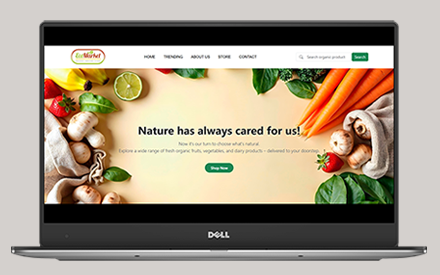 HOME TRENDING ABOUT US STORE CONTACT Search organic product Search
Nature has always cared for us!
Now it's our turn to choose what's natural.
Explore a wide range of fresh organic fruits, vegetables, and dairy products – delivered to your doorstep.
Shop Now
DELL